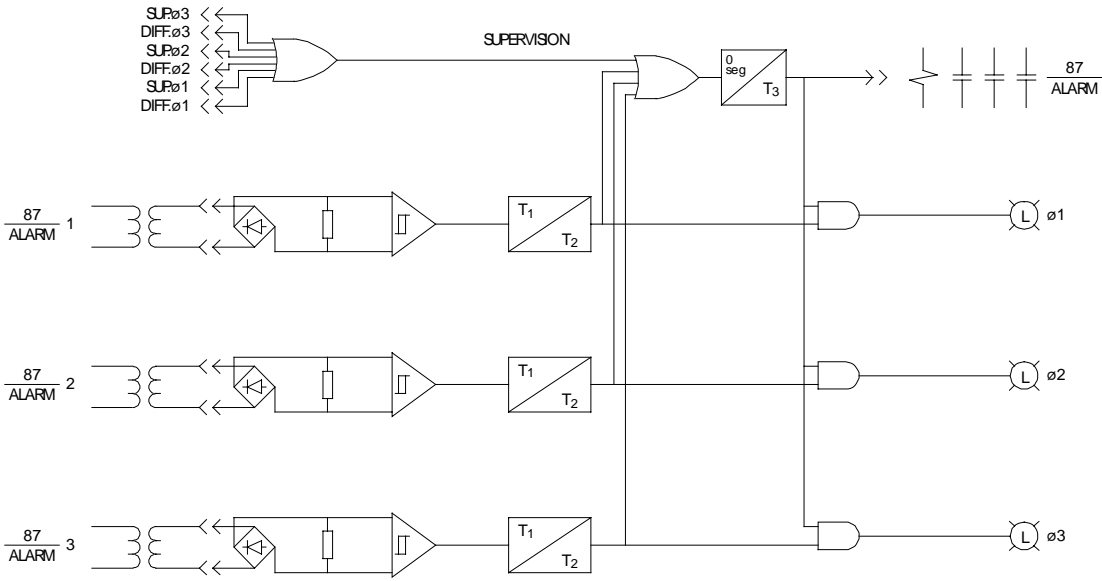 SUP.ø3
DIFF.ø3
SUP.ø2
DIFF.ø2
SUP.ø1
DIFF.ø1
SUPERVISION
0
seg
T3
87
ALARM
87
ALARM 1
T1
T2
L ø1
87
ALARM 2
T1
T2
L ø2
87
ALARM 3
T1
T2
L ø3